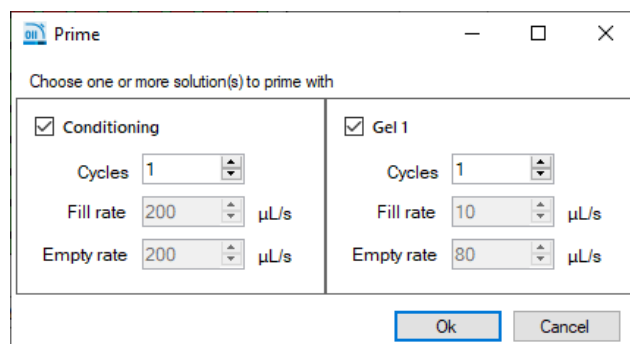 Prime
Choose one or more solution(s) to prime with
Conditioning
Cycles 1
Fill rate 200 µL/s
Empty rate 200 µL/s
Gel 1
Cycles 1
Fill rate 10 µL/s
Empty rate 80 µL/s
Ok Cancel